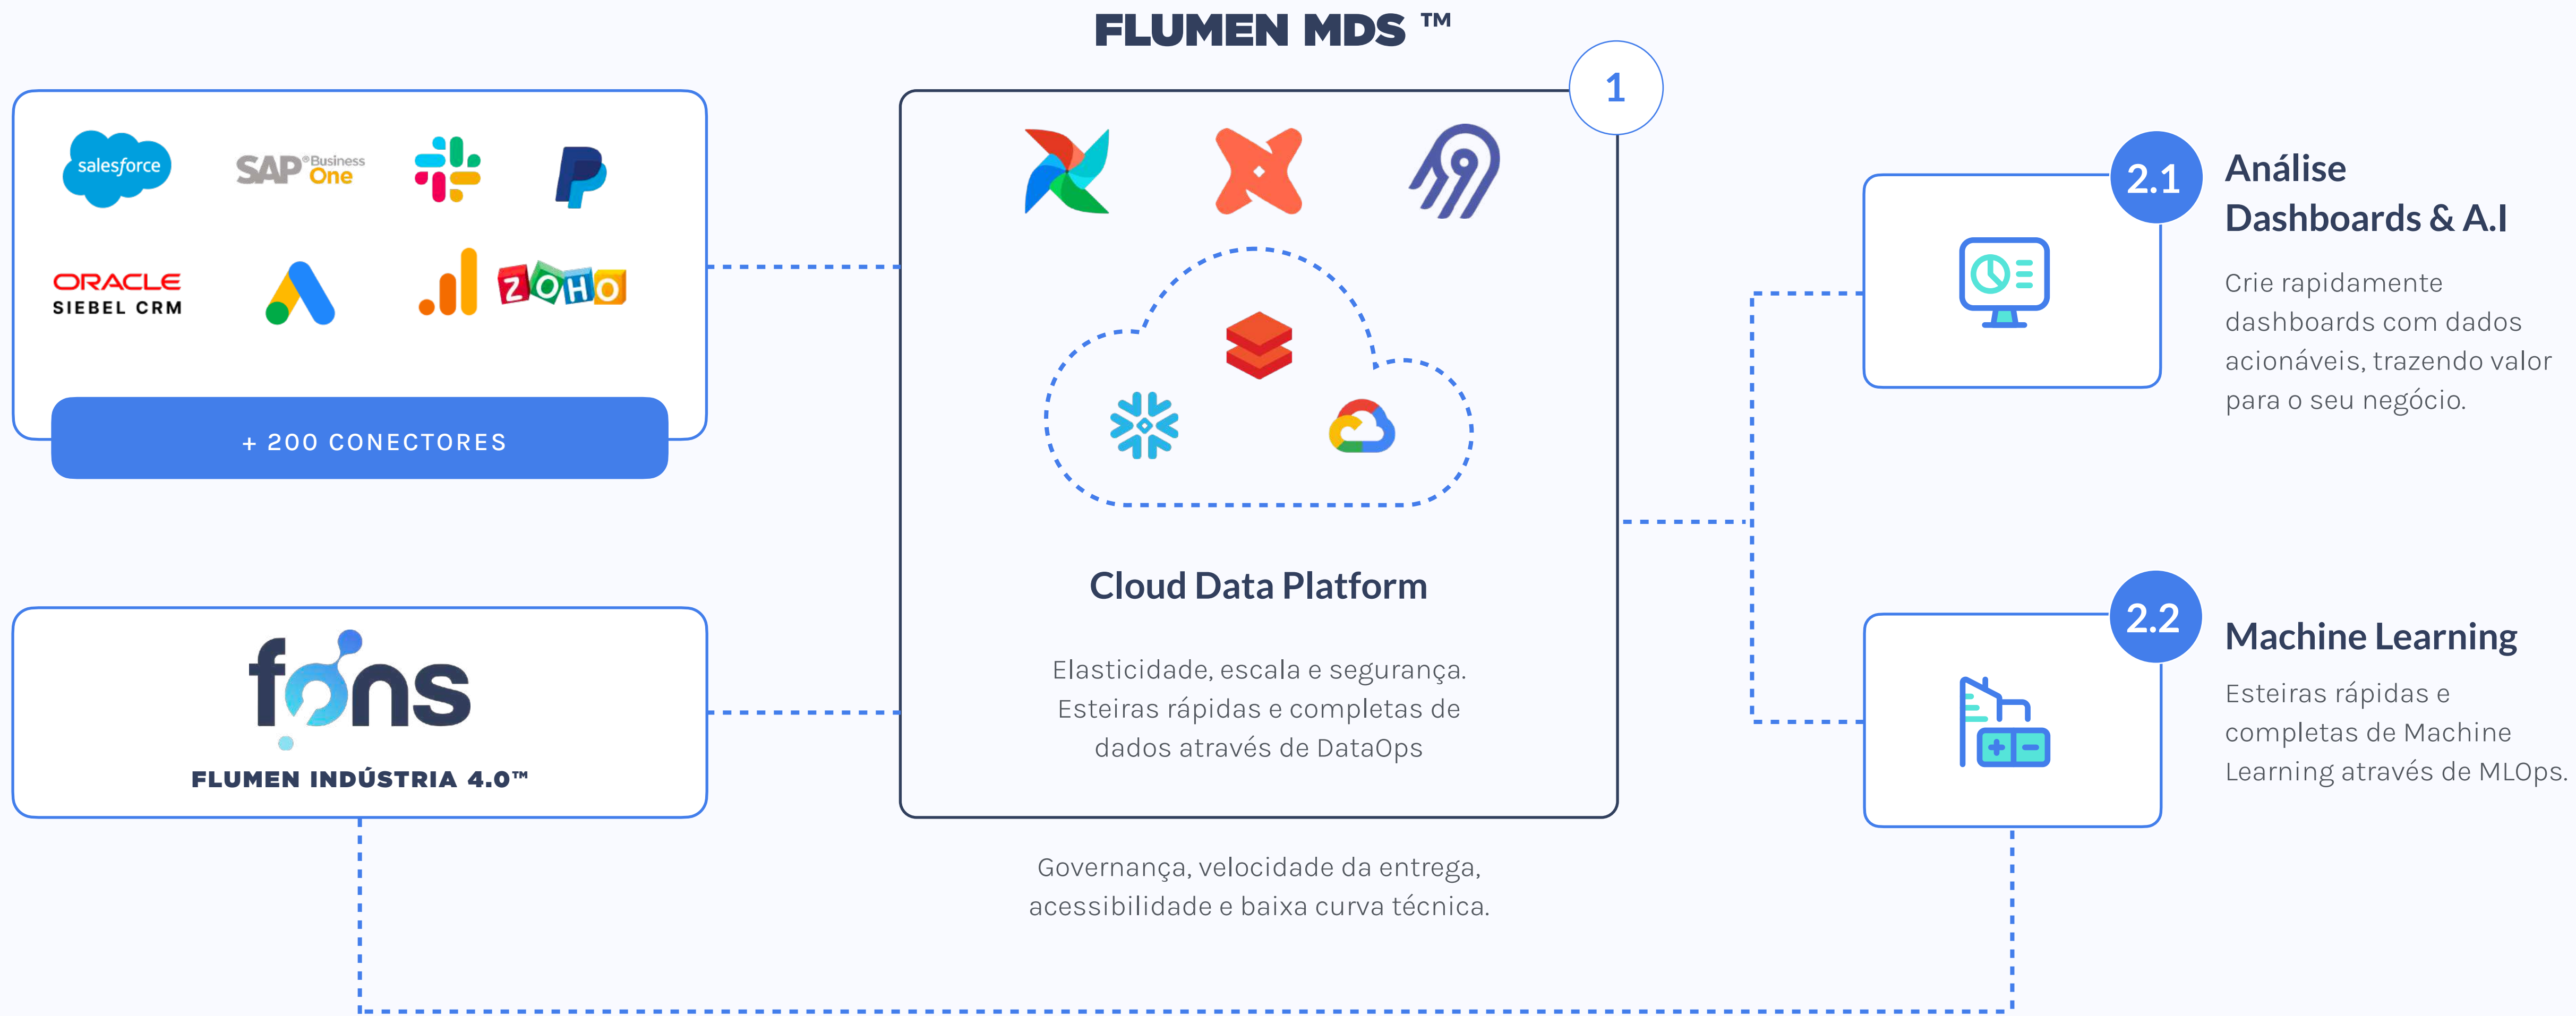 FLUMEN MDS ™
salesforce
SAP® Business
One
ORACLE
SIEBEL CRM
ZOHO
+ 200 CONECTORES
fons
FLUMEN INDÚSTRIA 4.0™
1
Cloud Data Platform
Elasticidade, escala e segurança.
Esteiras rápidas e completas de
dados através de DataOps
Governança, velocidade da entrega,
acessibilidade e baixa curva técnica.
2.1
Análise
Dashboards & A.I
Crie rapidamente
dashboards com dados
acionáveis, trazendo valor
para o seu negócio.
2.2
Machine Learning
Esteiras rápidas e
completas de Machine
Learning através de MLOps.